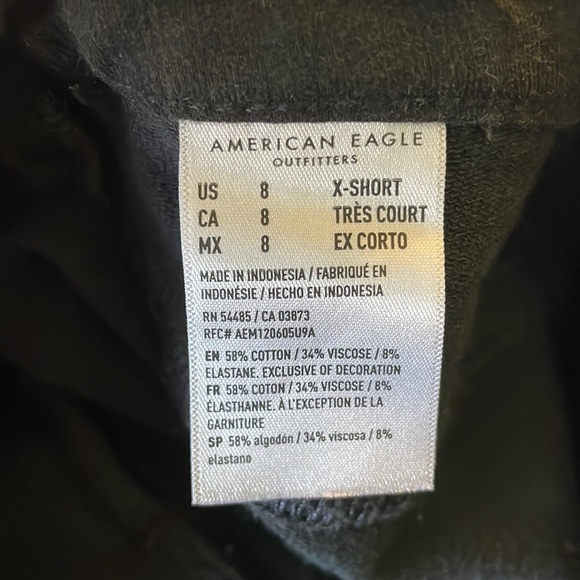 AMERICAN EAGLE
OUTFITTERS
US 8 X-SHORT
CA 8 TRÈS COURT
MX 8 EX CORTO
MADE IN INDONESIA / FABRIQUÉ EN
INDONÉSIE / HECHO EN INDONESIA
RN 54485 / CA 03873
RFC# AEM120605U9A
EN 58% COTTON / 34% VISCOSE / 8%
ELASTANE. EXCLUSIVE OF DECORATION
FR 58% COTON / 34% VISCOSE / 8%
ÉLASTHANNE. À L'EXCEPTION DE LA
GARNITURE
SP 58% algodón / 34% viscosa / 8%
elastano